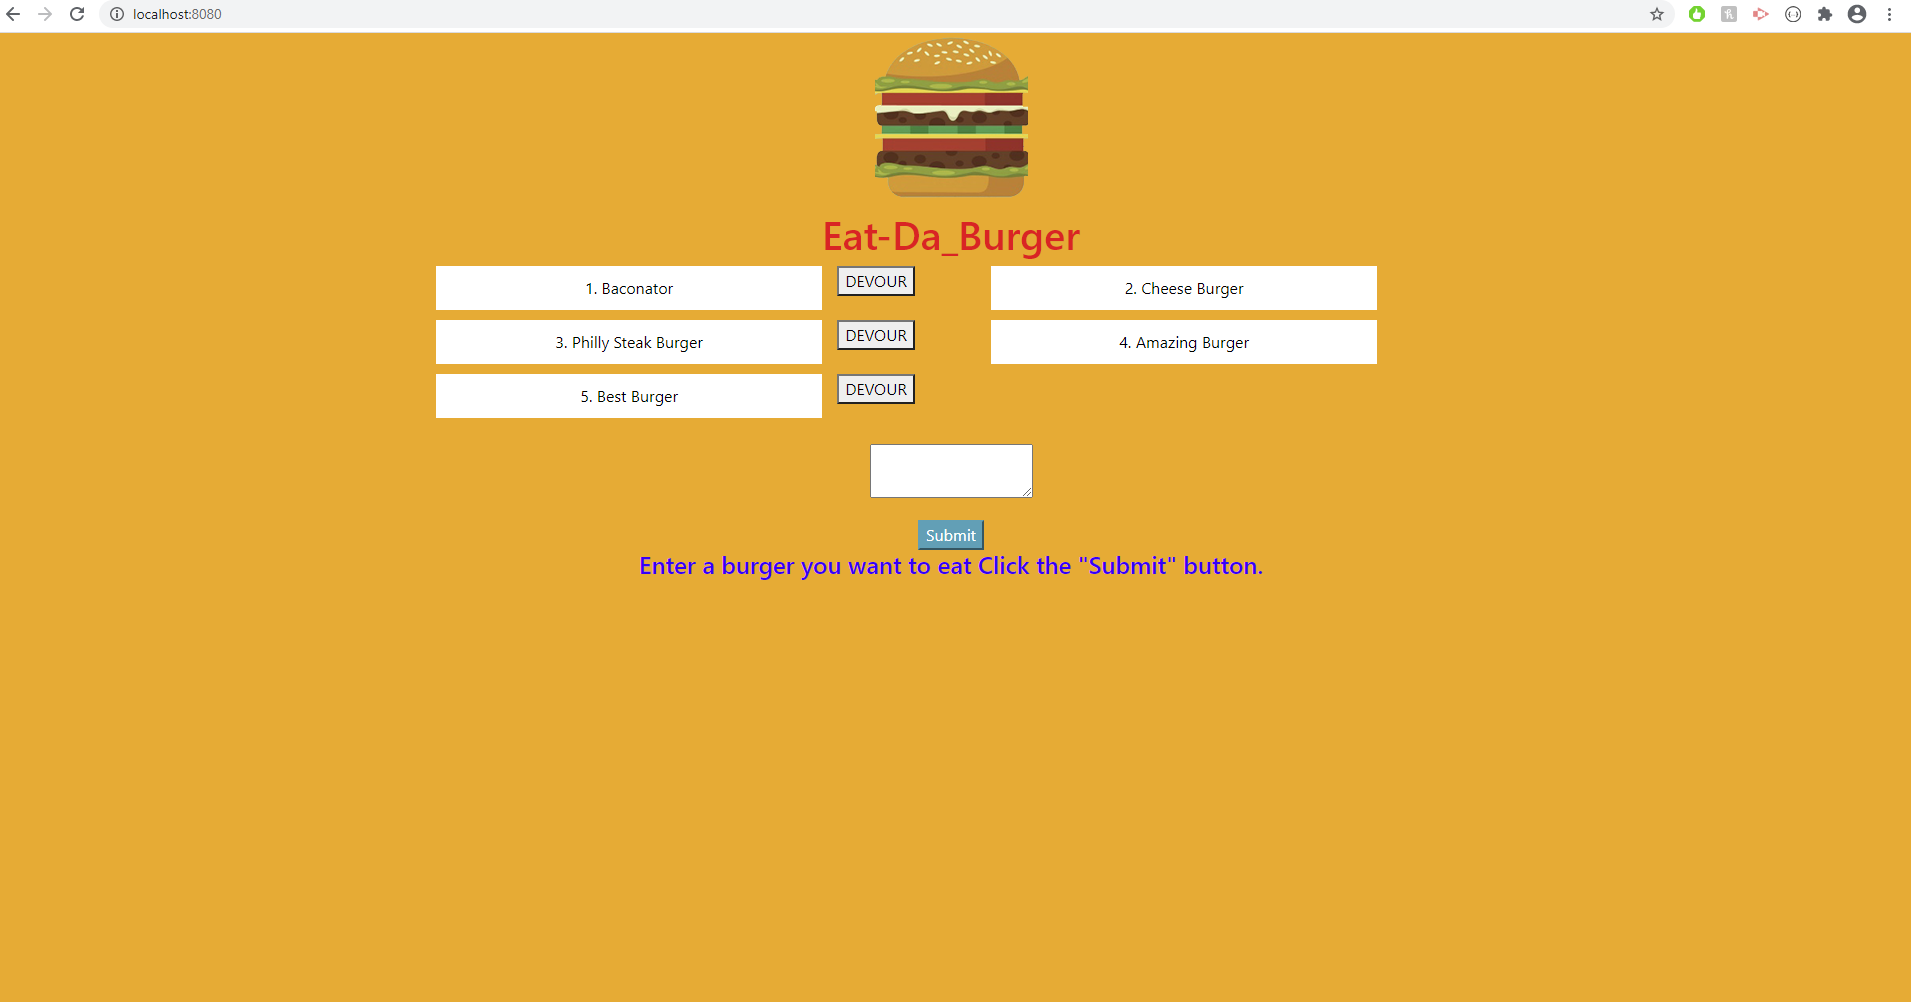 localhost:8080
Eat-Da_Burger
1. Baconator DEVOUR 2. Cheese Burger
3. Philly Steak Burger DEVOUR 4. Amazing Burger
5. Best Burger DEVOUR
Submit
Enter a burger you want to eat Click the "Submit" button.